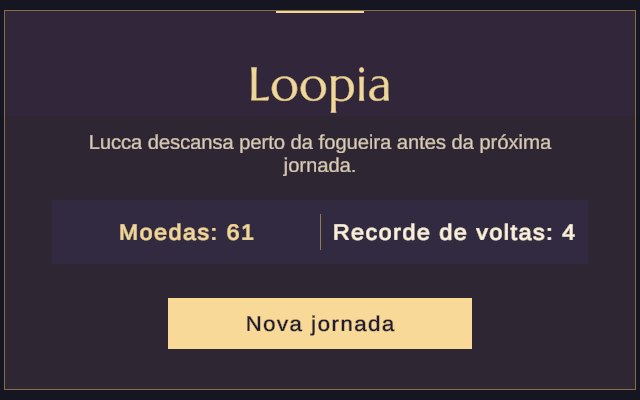 Loopia
Lucca descansa perto da fogueira antes da próxima
jornada.
Moedas: 61
Recorde de voltas: 4
Nova jornada